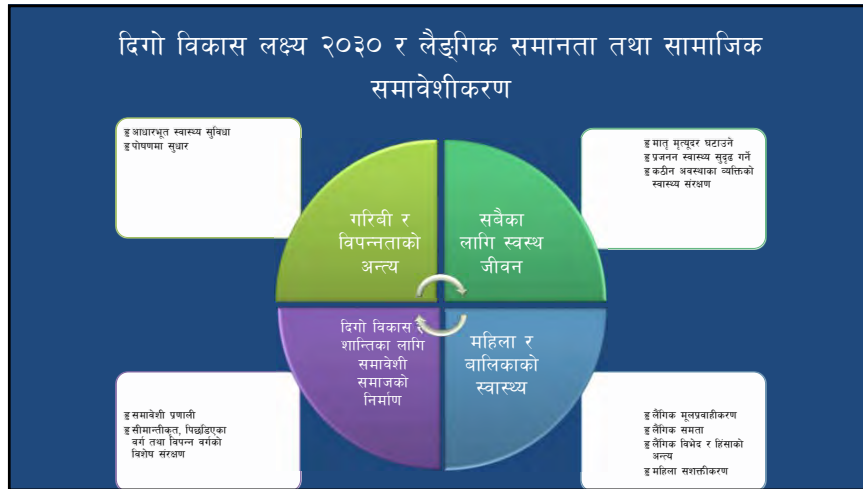 दिगो विकास लक्ष्य २०३० र लैङ्गिक समानता तथा सामाजिक
समावेशीकरण
आधारभूत स्वास्थ्य सुविधा
पोषणमा सुधार
मातृ मृत्यूदर घटाउने
प्रजनन स्वास्थ्य सुदृढ गर्ने
कठीन अवस्थाका व्यक्तिको
स्वास्थ्य संरक्षण
गरिबी र
विपन्नताको
अन्त्य
सबैका
लागि स्वस्थ
जीवन
दिगो विकास र
शान्तिका लागि
समावेशी
समाजको
निर्माण
महिला र
बालिकाको
स्वास्थ्य
समावेशी प्रणाली
सीमान्तीकृत, पिछडिएका
वर्ग तथा विपन्न वर्गको
विशेष संरक्षण
लैंगिक मूलप्रवाहीकरण
लैंगिक समता
लैंगिक विभेद र हिंसाको
अन्त्य
महिला सशक्तीकरण